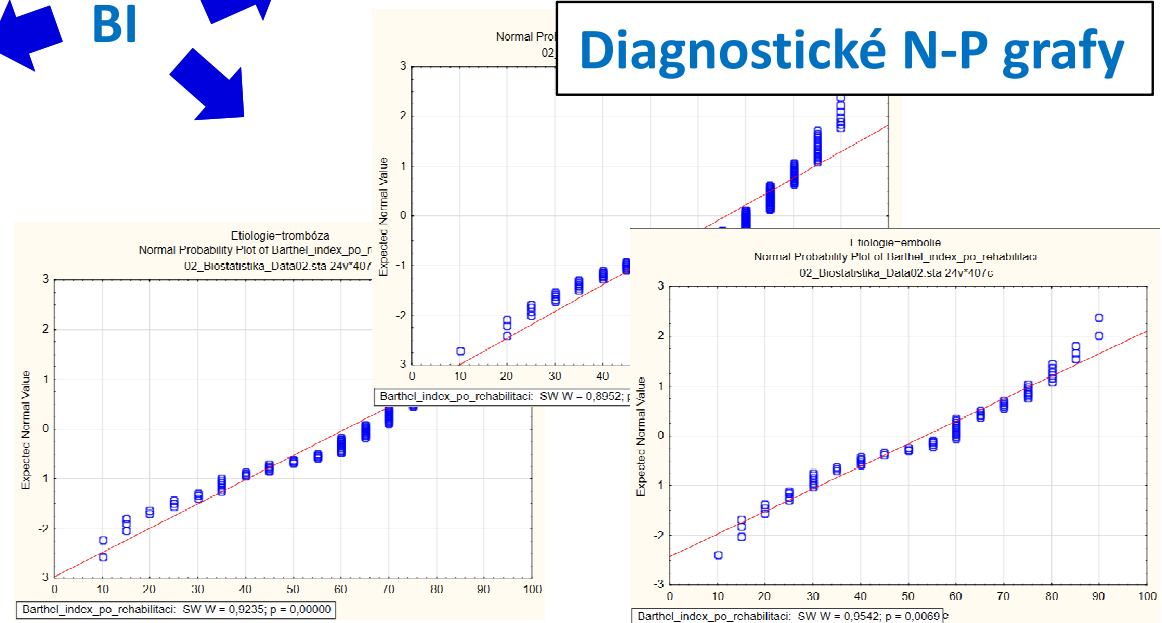 BI
Diagnostické N-P grafy
Normal Prol
02_
3
2
1
0
-1
-2
3
0 10 20 30 40
Expected Normal Value
Barthel_index_po_rehabilitaci: SW W = 0,8952; p
Etiologie=trombóza
Normal Probability Plot of Barthel_index_po_r
02_Biostatistika_Data02.sta 24v*407
3
2
1
0
1
-2
3
0 10 20 30 40 50 60 70 80 90 100
Expected Normal Value
Barthel_index_po_rehabilitaci: SW W = 0,9235; p = 0,00000
Etiologie=embolie
Normal Probability Plot of Barthel_index_po_rehabilitaci
02_Biostatistika_Data02.sta 24v*407c
3
2
1
0
1
-2
-3
0 10 20 30 40 50 60 70 80 90 100
Expected Normal Value
Barthel_index_po_rehabilitaci: SW W = 0,9542; p = 0,0069